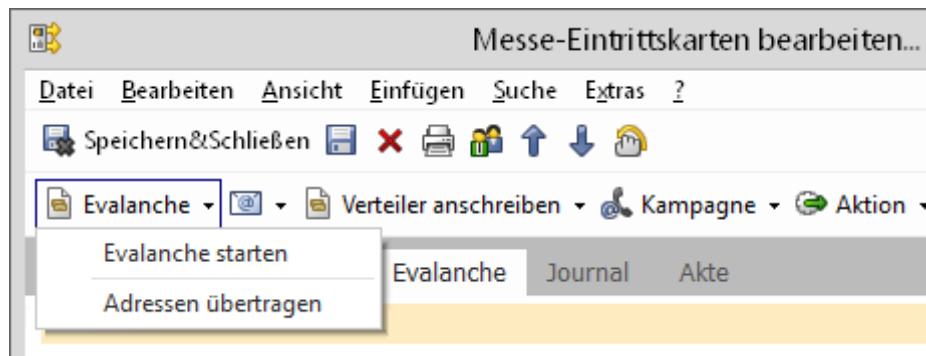 Messe-Eintrittskarten bearbeiten...
Datei Bearbeiten Ansicht Einfügen Suche Extras ?
Speichern&Schließen
Evalanche Verteiler anschreiben Kampagne Aktion
Evalanche starten
Evalanche Journal Akte
Adressen übertragen